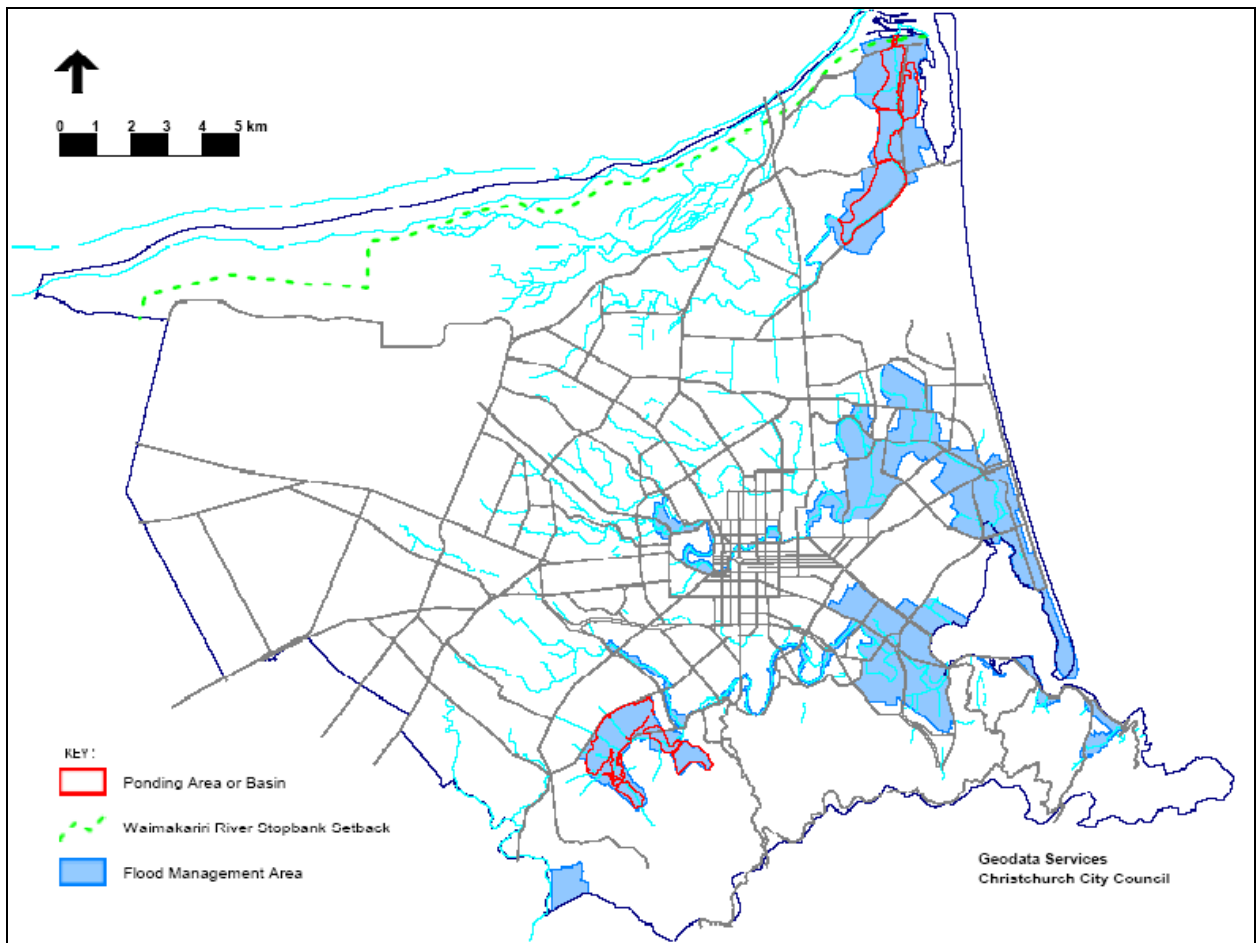 0 1 2 3 4 5 km
KEY:
Ponding Area or Basin
Waimakariri River Stopbank Setback
Flood Management Area
Geodata Services
Christchurch City Council